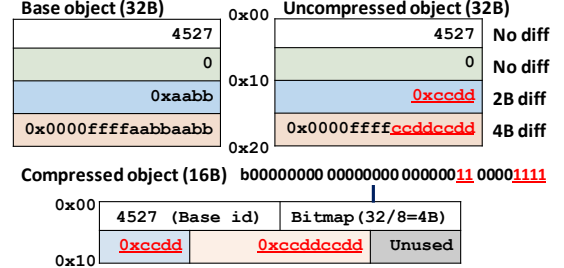 Base object (32B) 0x00 Uncompressed object (32B)
4527 4527 No diff
0 0 No diff
0x10
0xaabb 0xccdd 2B diff
0x0000ffffaabbaabb 0x0000ffffccddccdd 4B diff
0x20
Compressed object (16B) b00000000 00000000 00000011 00001111
0x00
4527 (Base id) Bitmap(32/8=4B)
0xccdd 0xccddccdd Unused
0x10